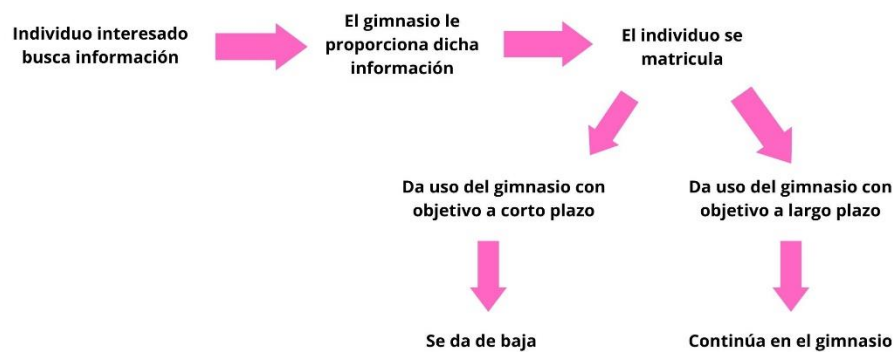 Individuo interesado
busca información
El gimnasio le
proporciona dicha
información
El individuo se
matricula
Da uso del gimnasio con
objetivo a corto plazo
Da uso del gimnasio con
objetivo a largo plazo
Se da de baja
Continúa en el gimnasio